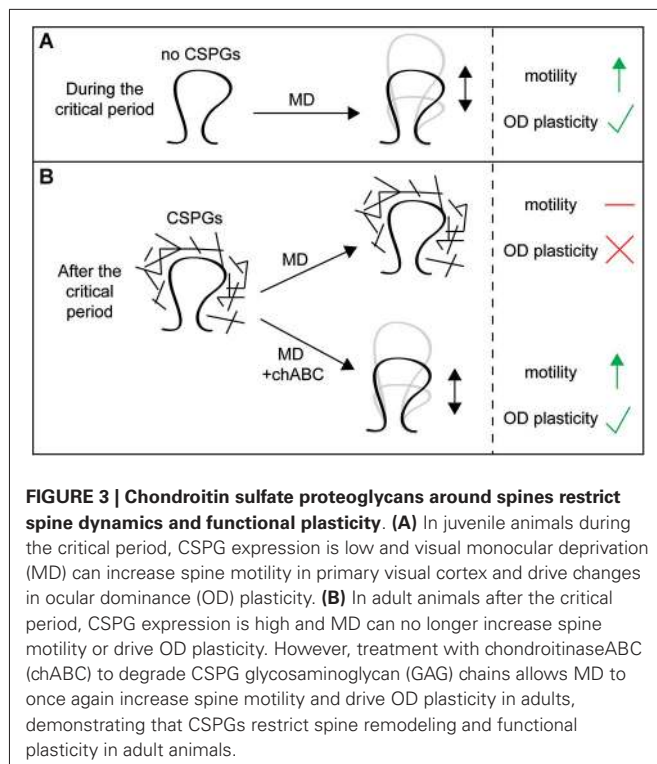 A
no CSPGs
During the
critical period
MD
motility
OD plasticity
B
CSPGs
After the
critical
period
MD
motility
OD plasticity
MD
+chABC
motility
OD plasticity
FIGURE 3 | Chondroitin sulfate proteoglycans around spines restrict
spine dynamics and functional plasticity. (A) In juvenile animals during
the critical period, CSPG expression is low and visual monocular deprivation
(MD) can increase spine motility in primary visual cortex and drive changes
in ocular dominance (OD) plasticity. (B) In adult animals after the critical
period, CSPG expression is high and MD can no longer increase spine
motility or drive OD plasticity. However, treatment with chondroitinaseABC
(chABC) to degrade CSPG glycosaminoglycan (GAG) chains allows MD to
once again increase spine motility and drive OD plasticity in adults,
demonstrating that CSPGs restrict spine remodeling and functional
plasticity in adult animals.